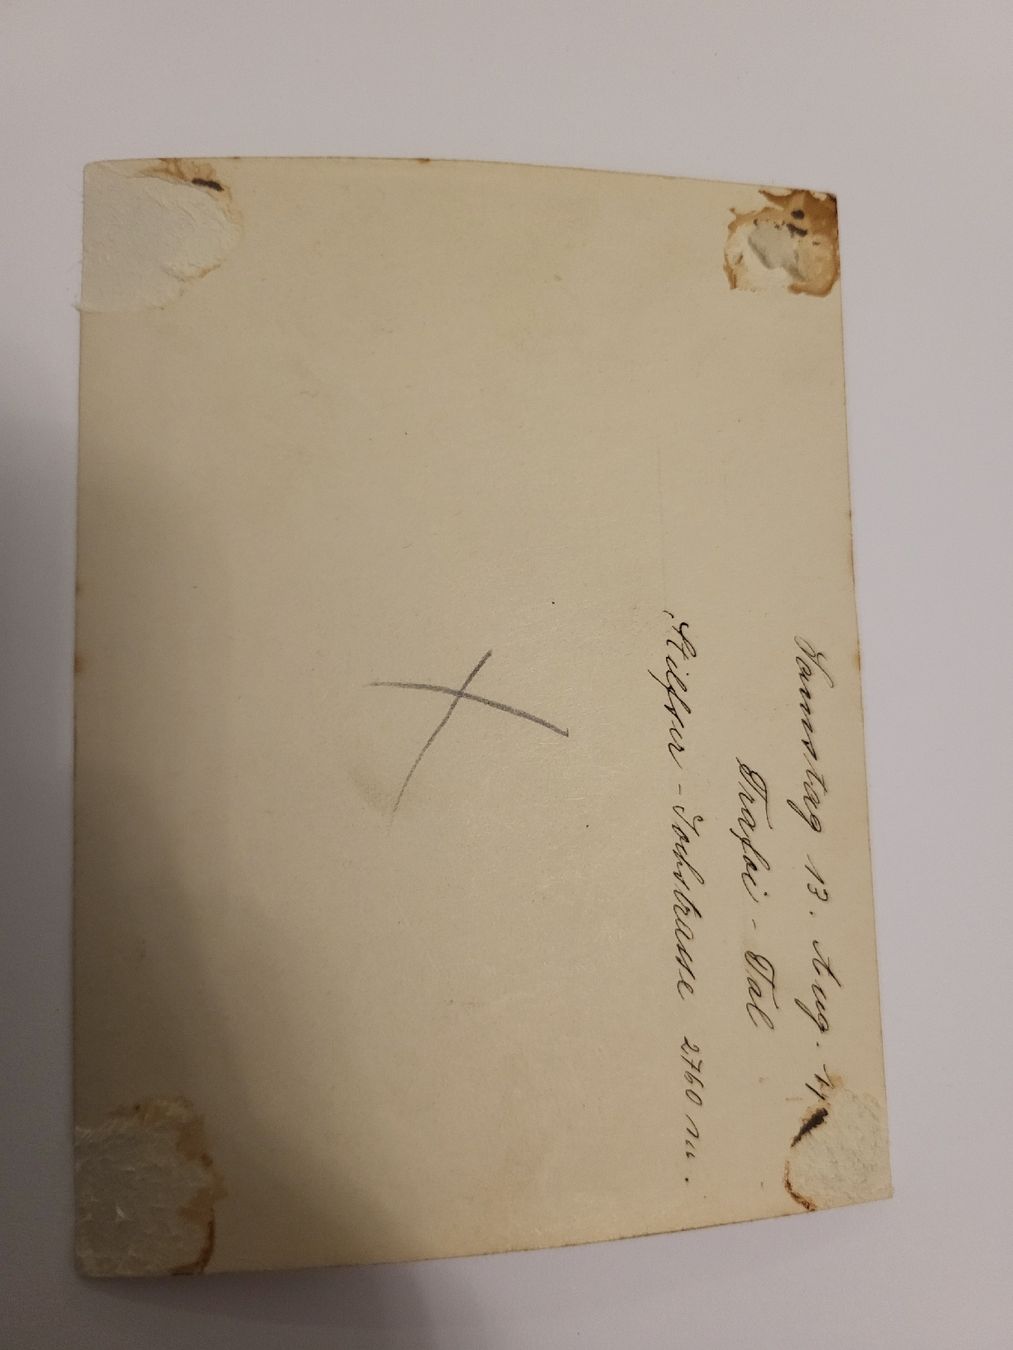 Samstag 13. Aug.
Trafoi - Tal
Stilfser - Jochstrasse 2760 m.